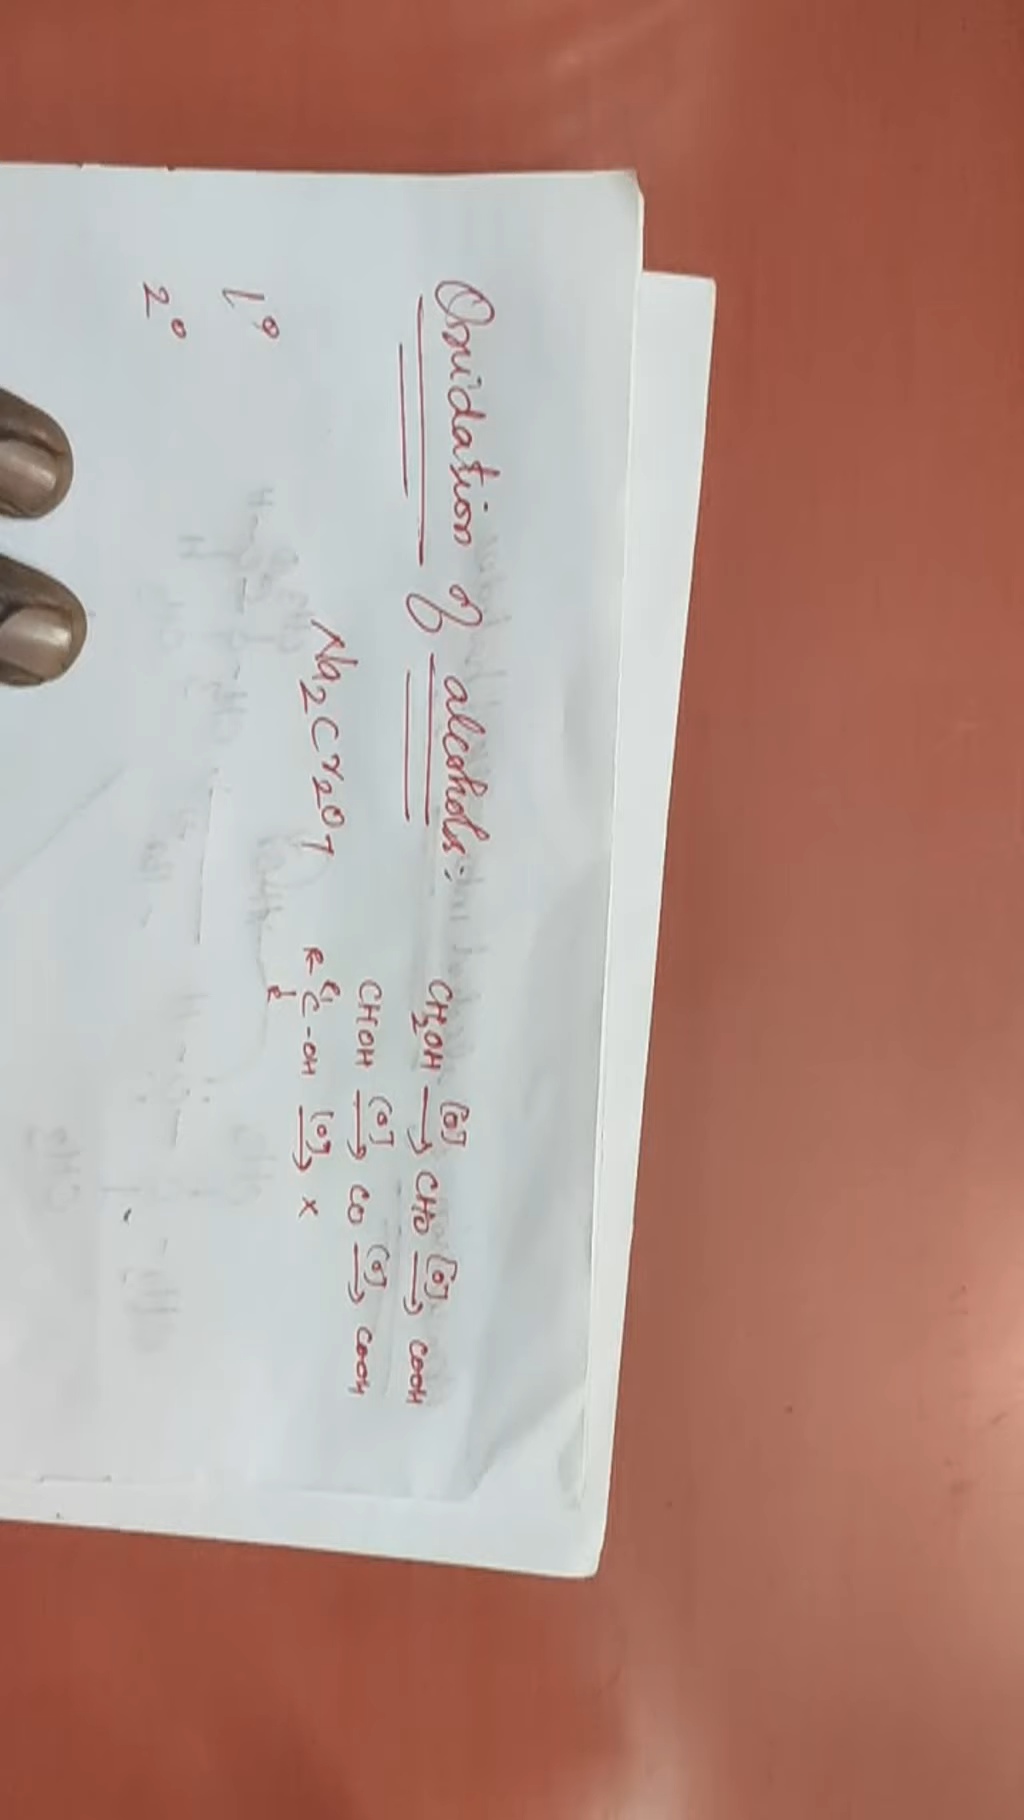 Oxidation of alcohols:
CH2OH [O]→ CHO [O]→ COOH
CHOH [O]→ CO [O]→ COOH
Na2Cr2O7
R-C-OH [O]→ x
1°
2°